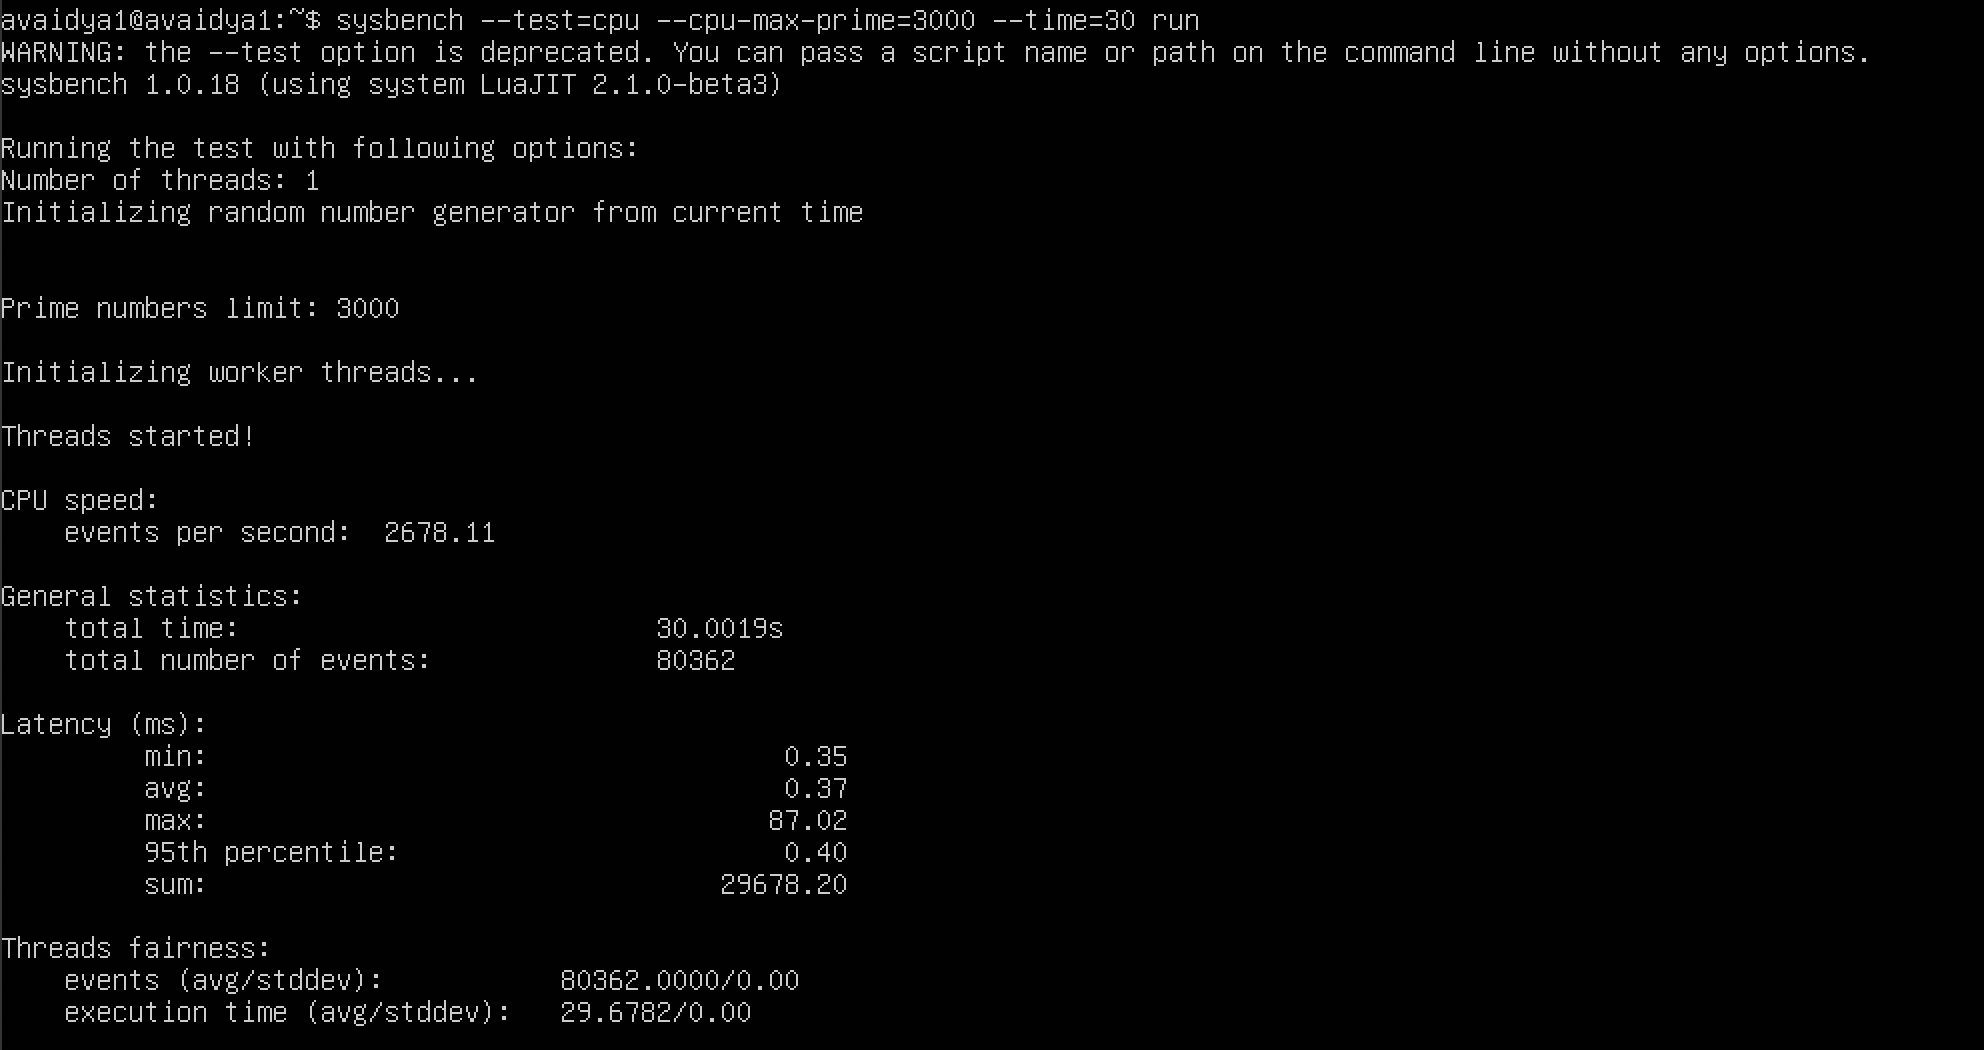 avaidya1@avaidya1:~$ sysbench --test=cpu --cpu-max-prime=3000 --time=30 run
WARNING: the --test option is deprecated. You can pass a script name or path on the command line without any options.
sysbench 1.0.18 (using system LuaJIT 2.1.0-beta3)
Running the test with following options:
Number of threads: 1
Initializing random number generator from current time
Prime numbers limit: 3000
Initializing worker threads...
Threads started!
CPU speed:
events per second: 2678.11
General statistics:
total time: 30.0019s
total number of events: 80362
Latency (ms):
min: 0.35
avg: 0.37
max: 87.02
95th percentile: 0.40
sum: 29678.20
Threads fairness:
events (avg/stddev): 80362.0000/0.00
execution time (avg/stddev): 29.6782/0.00